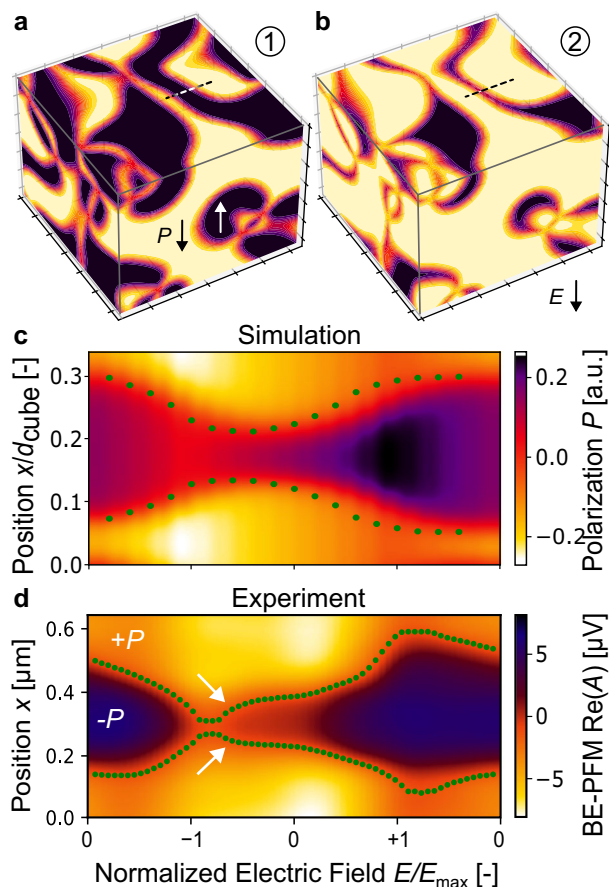 a
1
b
2
P
E
c
Simulation
Position x/dcube [-]
0.3
0.2
0.1
0.0
0.2
0.0
−0.2
Polarization P [a.u.]
d
Experiment
+P
-P
Position x [µm]
0.6
0.4
0.2
0.0
5
0
−5
BE-PFM Re(A) [µV]
0
−1
0
+1
0
Normalized Electric Field E/Emax [-]